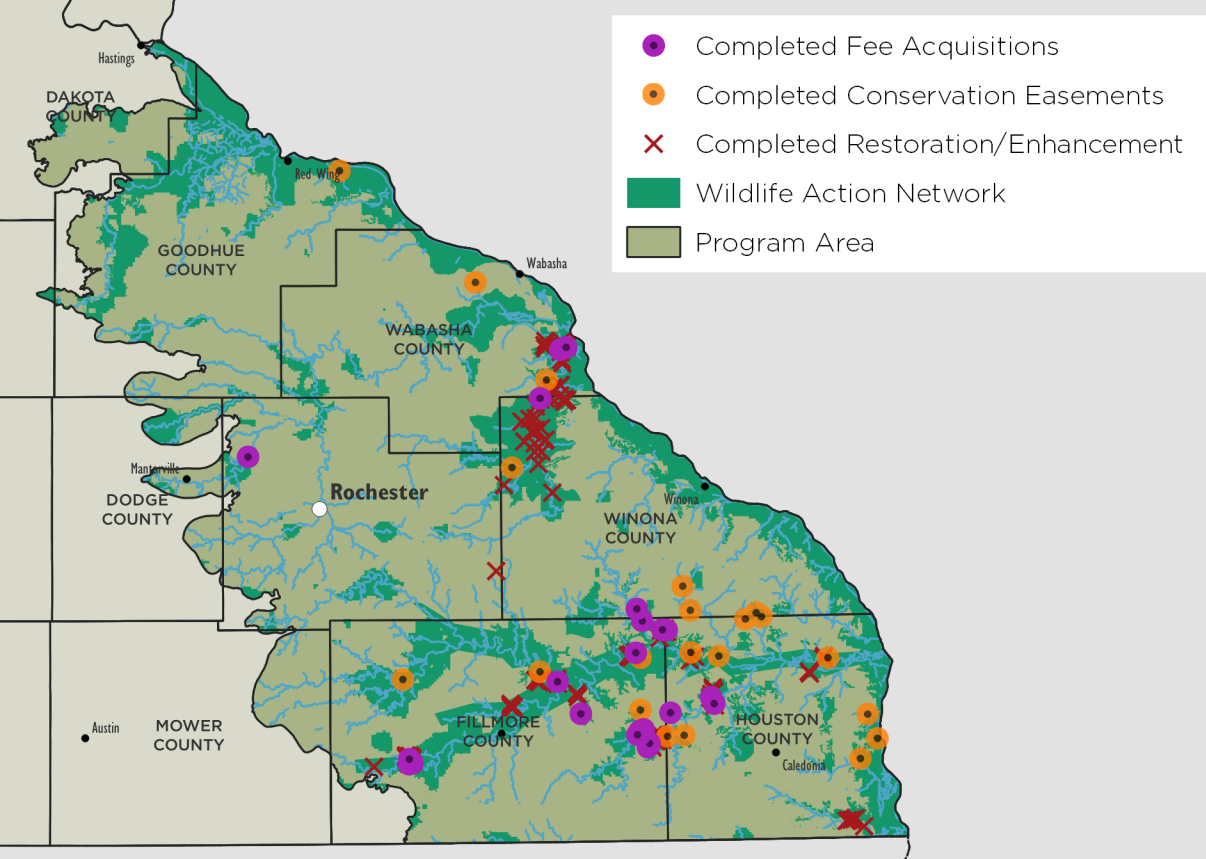 Completed Fee Acquisitions
Completed Conservation Easements
Completed Restoration/Enhancement
Wildlife Action Network
Program Area
Hastings
DAKOTA
COUNTY
Red Wing
GOODHUE
COUNTY
Wabasha
WABASHA
COUNTY
Mantorville
DODGE
COUNTY
Rochester
Winona
WINONA
COUNTY
Austin
MOWER
COUNTY
FILLMORE
COUNTY
HOUSTON
COUNTY
Caledonia